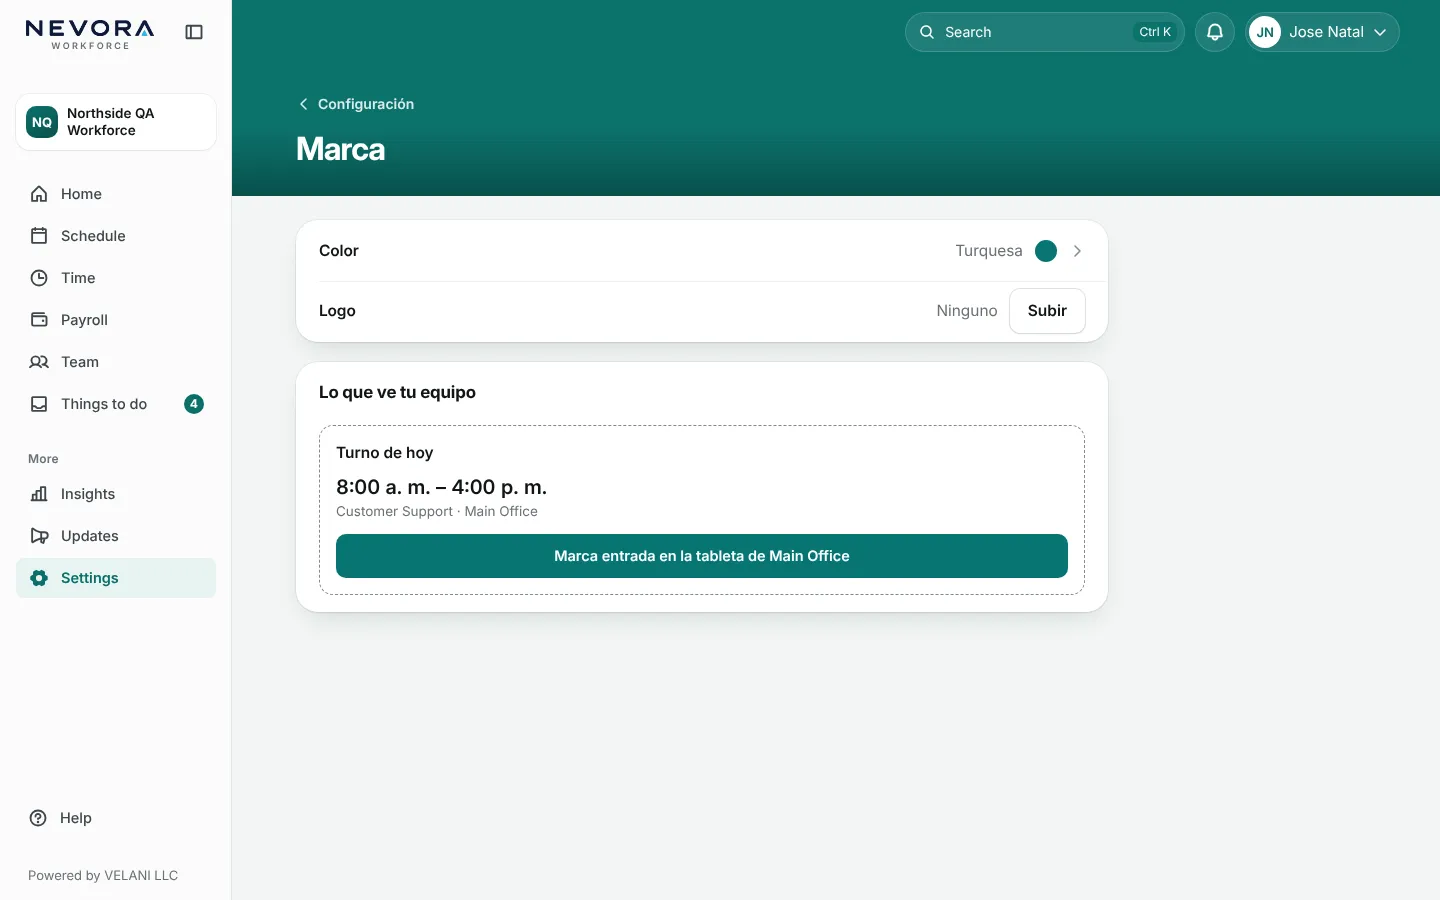 NEVORA
WORKFORCE
Search
Ctrl K
JN
Jose Natal
NQ
Northside QA
Workforce
Configuración
Marca
Home
Schedule
Time
Payroll
Team
Things to do
4
More
Insights
Updates
Settings
Color
Turquesa
Logo
Ninguno
Subir
Lo que ve tu equipo
Turno de hoy
8:00 a. m. – 4:00 p. m.
Customer Support · Main Office
Marca entrada en la tableta de Main Office
Help
Powered by VELANI LLC